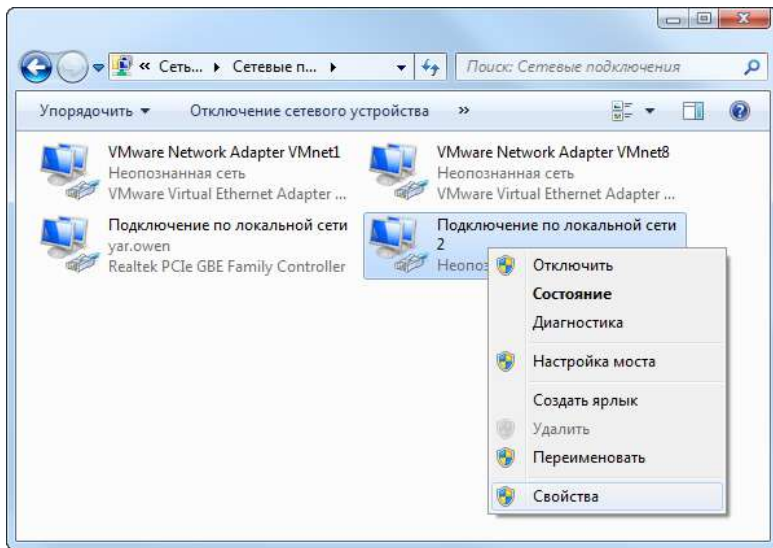 « Сеть... ▸ Сетевые п... ▸
Поиск: Сетевые подключения
Упорядочить ▾ Отключение сетевого устройства »
VMware Network Adapter VMnet1
Неопознанная сеть
VMware Virtual Ethernet Adapter ...
VMware Network Adapter VMnet8
Неопознанная сеть
VMware Virtual Ethernet Adapter ...
Подключение по локальной сети
yar.owen
Realtek PCIe GBE Family Controller
Подключение по локальной сети
2
Отключить
Состояние
Диагностика
Настройка моста
Создать ярлык
Удалить
Переименовать
Свойства